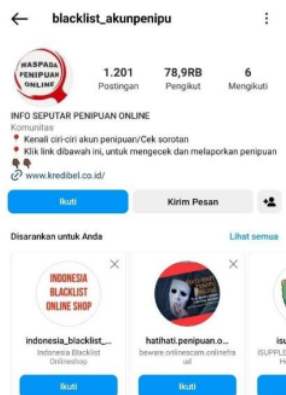 blacklist_akunpenipu
WASPADA
PENIPUAN
ONLINE
1.201 78,9RB 6
Postingan Pengikut Mengikuti
INFO SEPUTAR PENIPUAN ONLINE
Komunitas
Kenali ciri-ciri akun penipuan/Cek sorotan
Klik link dibawah ini, untuk mengecek dan melaporkan penipuan
www.kredibel.co.id/
Ikuti Kirim Pesan
Disarankan untuk Anda Lihat semua
INDONESIA
BLACKLIST
ONLINE SHOP
indonesia_blacklist_... hatihati.penipuan.o...
Indonesia Blacklist
Onlineshop
beware.onlinescam.onlinefra
ud
Ikuti Ikuti